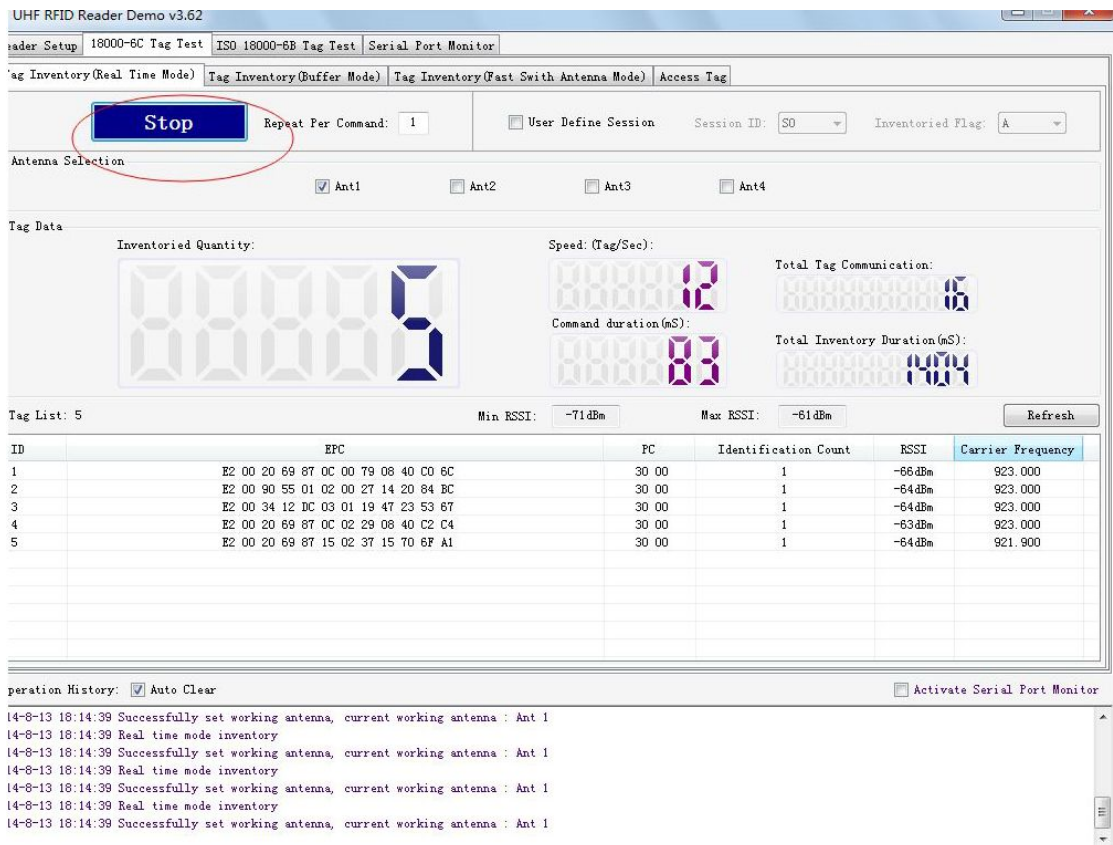 UHF RFID Reader Demo v3.62
eader Setup 18000-6C Tag Test ISO 18000-6B Tag Test Serial Port Monitor
ag Inventory(Real Time Mode) Tag Inventory(Buffer Mode) Tag Inventory(Fast Swith Antenna Mode) Access Tag
Stop Repeat Per Command: 1 User Define Session Session ID: S0 Inventoried Flag: A
Antenna Selection
Ant1 Ant2 Ant3 Ant4
Tag Data
Inventoried Quantity: Speed: (Tag/Sec):
Total Tag Communication:
5 12 16
Command duration(mS):
Total Inventory Duration(mS):
83 1404
Tag List: 5 Min RSSI: -71dBm Max RSSI: -61dBm Refresh
ID EPC PC Identification Count RSSI Carrier Frequency
1 E2 00 20 69 87 0C 00 79 08 40 C0 6C 30 00 1 -66dBm 923.000
2 E2 00 90 55 01 02 00 27 14 20 84 BC 30 00 1 -64dBm 923.000
3 E2 00 34 12 DC 03 01 19 47 23 53 67 30 00 1 -64dBm 923.000
4 E2 00 20 69 87 0C 02 29 08 40 C2 C4 30 00 1 -63dBm 923.000
5 E2 00 20 69 87 15 02 37 15 70 6F A1 30 00 1 -64dBm 921.900
peration History: Auto Clear Activate Serial Port Monitor
14-8-13 18:14:39 Successfully set working antenna, current working antenna : Ant 1
14-8-13 18:14:39 Real time mode inventory
14-8-13 18:14:39 Successfully set working antenna, current working antenna : Ant 1
14-8-13 18:14:39 Real time mode inventory
14-8-13 18:14:39 Successfully set working antenna, current working antenna : Ant 1
14-8-13 18:14:39 Real time mode inventory
14-8-13 18:14:39 Successfully set working antenna, current working antenna : Ant 1